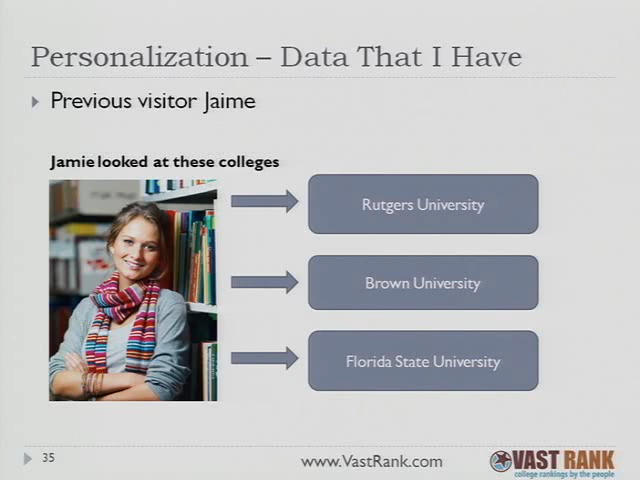 Personalization – Data That I Have
Previous visitor Jaime
Jamie looked at these colleges
Rutgers University
Brown University
Florida State University
35
www.VastRank.com
VAST RANK
college rankings by the people